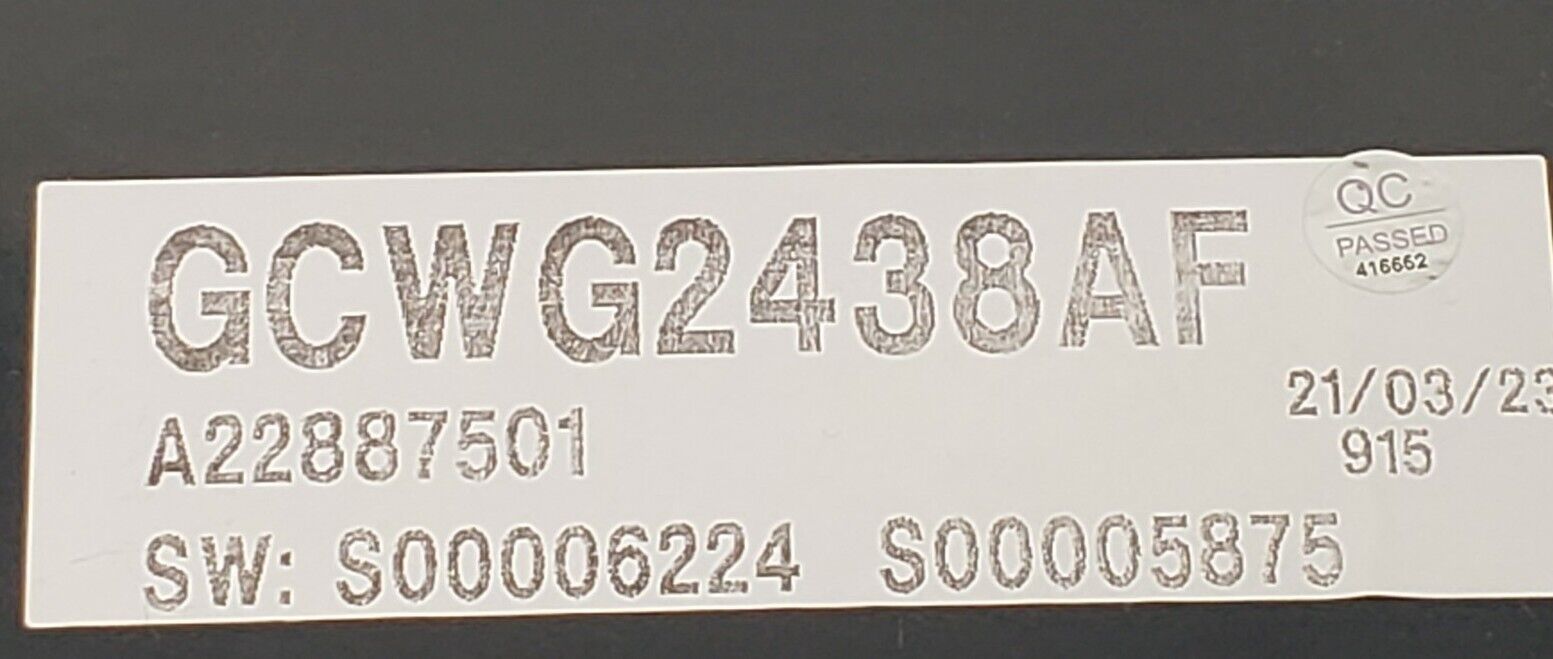 GCWG2438AF
QC
PASSED
416662
A22887501
21/03/23
915
SW: S00006224 S00005875